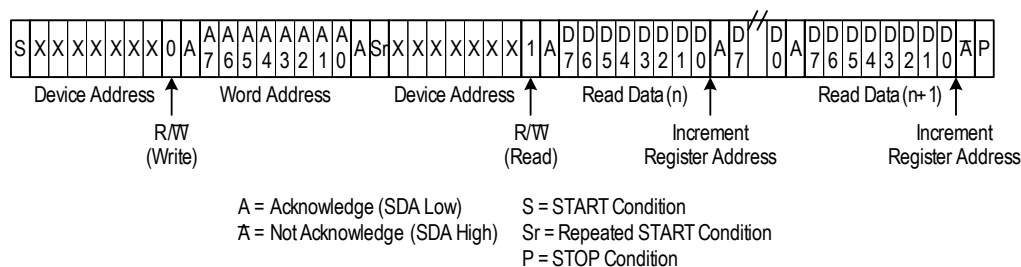 S X X X X X X X 0 A A7 A6 A5 A4 A3 A2 A1 A0 A Sr X X X X X X X 1 A D7 D6 D5 D4 D3 D2 D1 D0 A D7 // D0 A D7 D6 D5 D4 D3 D2 D1 D0 A̅ P
Device Address Word Address Device Address Read Data (n) Read Data (n+1)
R/W̅ R/W̅ Increment Increment
(Write) (Read) Register Address Register Address
A = Acknowledge (SDA Low) S = START Condition
A̅ = Not Acknowledge (SDA High) Sr = Repeated START Condition
P = STOP Condition